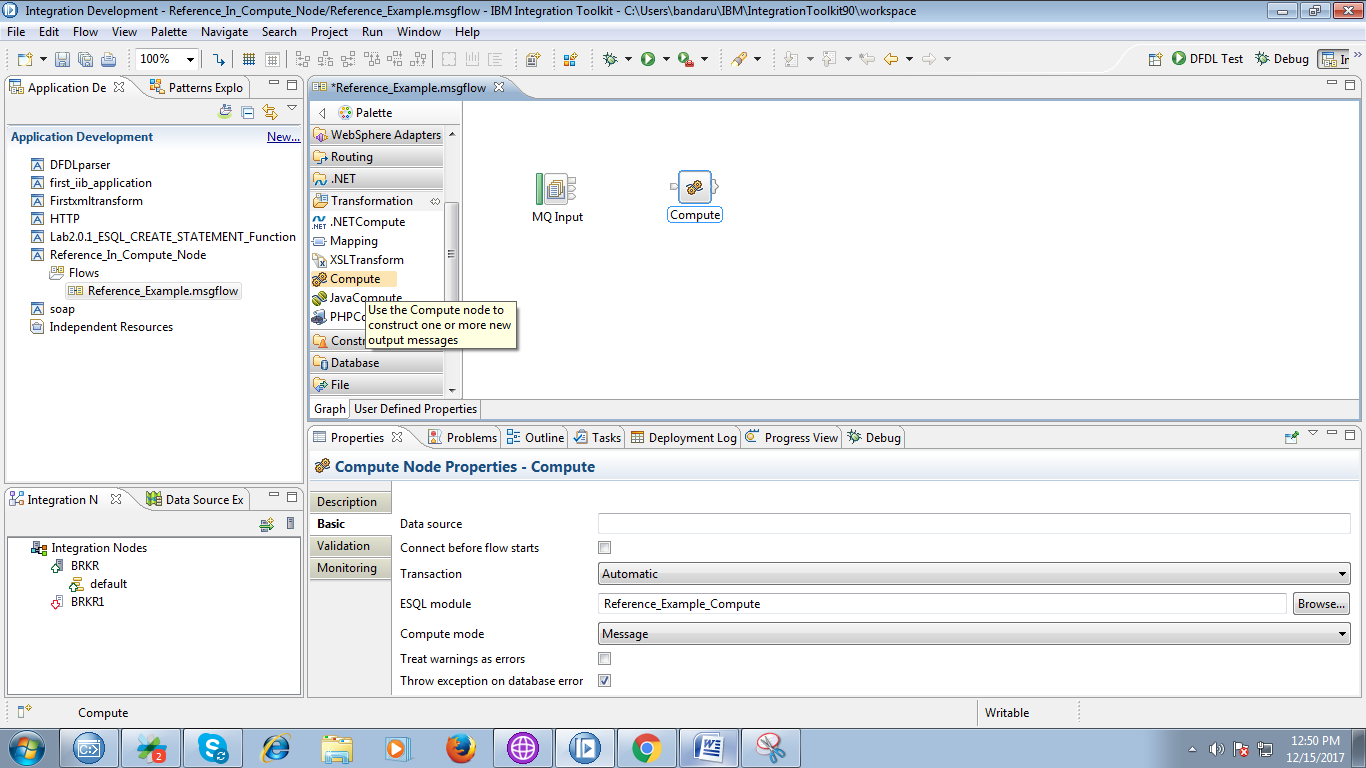 Integration Development - Reference_In_Compute_Node/Reference_Example.msgflow - IBM Integration Toolkit - C:\Users\bandaru\IBM\IntegrationToolkit90\workspace
File Edit Flow ESQL View Palette Navigate Search Project Run Window Help
100% DFDL Test Debug In
Application De Patterns Explo
Application Development New...
DFDLparser
first_iib_application
Firstxmltransform
HTTP
Lab2.0.1_ESQL_CREATE_STATEMENT_Function
Reference_In_Compute_Node
Flows
Reference_Example.msgflow
soap
Independent Resources
Integration N Data Source Ex
Integration Nodes
BRKR
default
BRKR1
*Reference_Example.msgflow
Palette
WebSphere Adapters
Routing
.NET
Transformation
.NETCompute
Mapping
XSLTransform
Compute
JavaCompute
PHPCo
Constr
Database
File
Use the Compute node to
construct one or more new
output messages
MQ Input
Compute
Graph User Defined Properties
Properties Problems Outline Tasks Deployment Log Progress View Debug
Compute Node Properties - Compute
Description
Basic
Validation
Monitoring
Data source
Connect before flow starts
Transaction Automatic
ESQL module Reference_Example_Compute Browse...
Compute mode Message
Treat warnings as errors
Throw exception on database error
Compute Writable
2
12:50 PM
12/15/2017